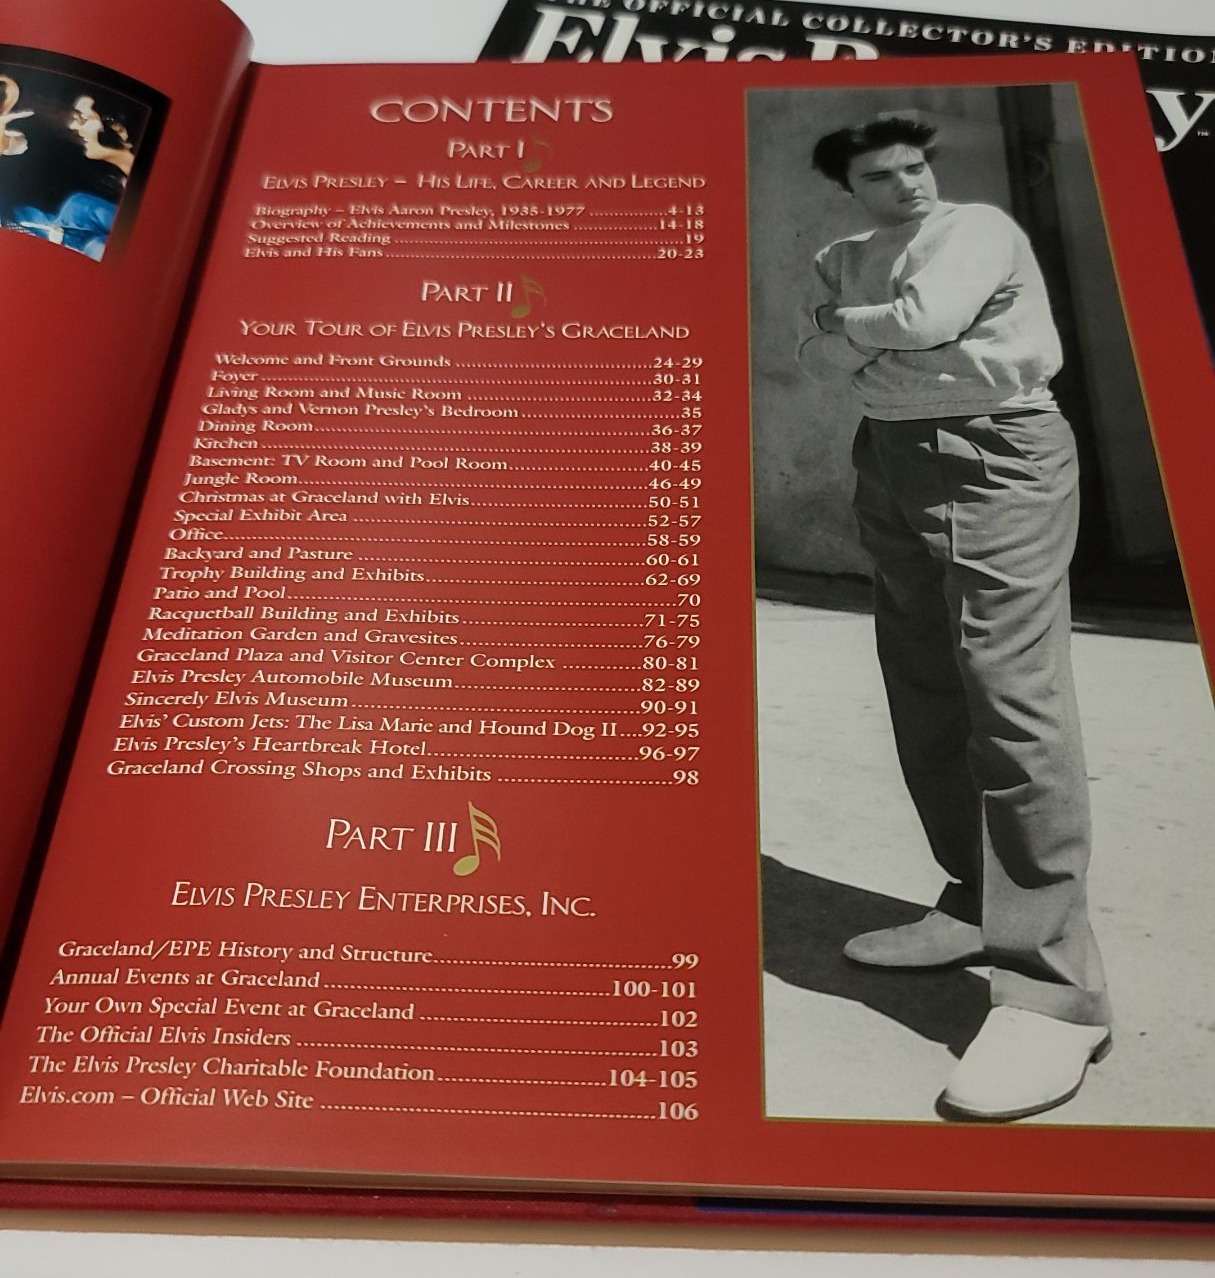 THE OFFICIAL COLLECTOR'S EDITION
Elvis P
y
CONTENTS
PART I
ELVIS PRESLEY – HIS LIFE, CAREER AND LEGEND
Biography – Elvis Aaron Presley, 1935-1977 ....................4-13
Overview of Achievements and Milestones ....................14-18
Suggested Reading ....................19
Elvis and His Fans....................20-23
PART II
YOUR TOUR OF ELVIS PRESLEY'S GRACELAND
Welcome and Front Grounds ....................24-29
Foyer ....................30-31
Living Room and Music Room ....................32-34
Gladys and Vernon Presley's Bedroom....................35
Dining Room....................36-37
Kitchen ....................38-39
Basement: TV Room and Pool Room....................40-45
Jungle Room....................46-49
Christmas at Graceland with Elvis....................50-51
Special Exhibit Area ....................52-57
Office....................58-59
Backyard and Pasture ....................60-61
Trophy Building and Exhibits....................62-69
Patio and Pool....................70
Racquetball Building and Exhibits....................71-75
Meditation Garden and Gravesites....................76-79
Graceland Plaza and Visitor Center Complex ............80-81
Elvis Presley Automobile Museum....................82-89
Sincerely Elvis Museum....................90-91
Elvis' Custom Jets: The Lisa Marie and Hound Dog II....92-95
Elvis Presley's Heartbreak Hotel....................96-97
Graceland Crossing Shops and Exhibits ....................98
PART III
ELVIS PRESLEY ENTERPRISES, INC.
Graceland/EPE History and Structure....................99
Annual Events at Graceland ....................100-101
Your Own Special Event at Graceland ....................102
The Official Elvis Insiders ....................103
The Elvis Presley Charitable Foundation....................104-105
Elvis.com – Official Web Site ....................106